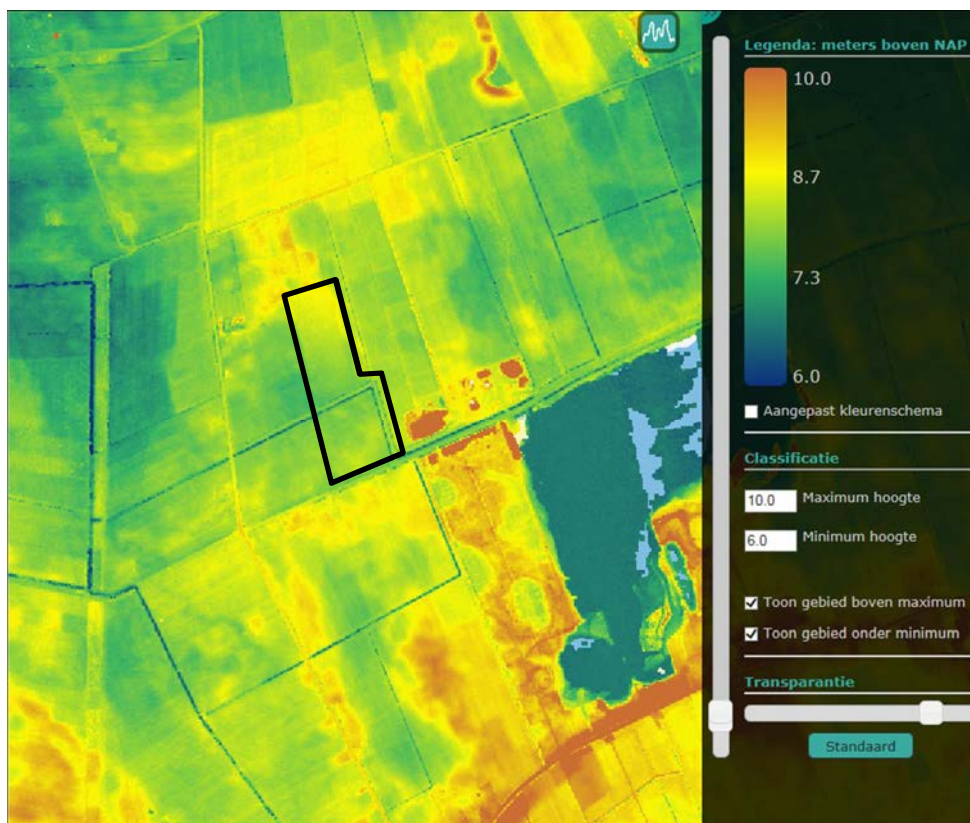 Legenda: meters boven NAP
10.0
8.7
7.3
6.0
Aangepast kleurenschema
Classificatie
10.0 Maximum hoogte
6.0 Minimum hoogte
Toon gebied boven maximum
Toon gebied onder minimum
Transparantie
Standaard